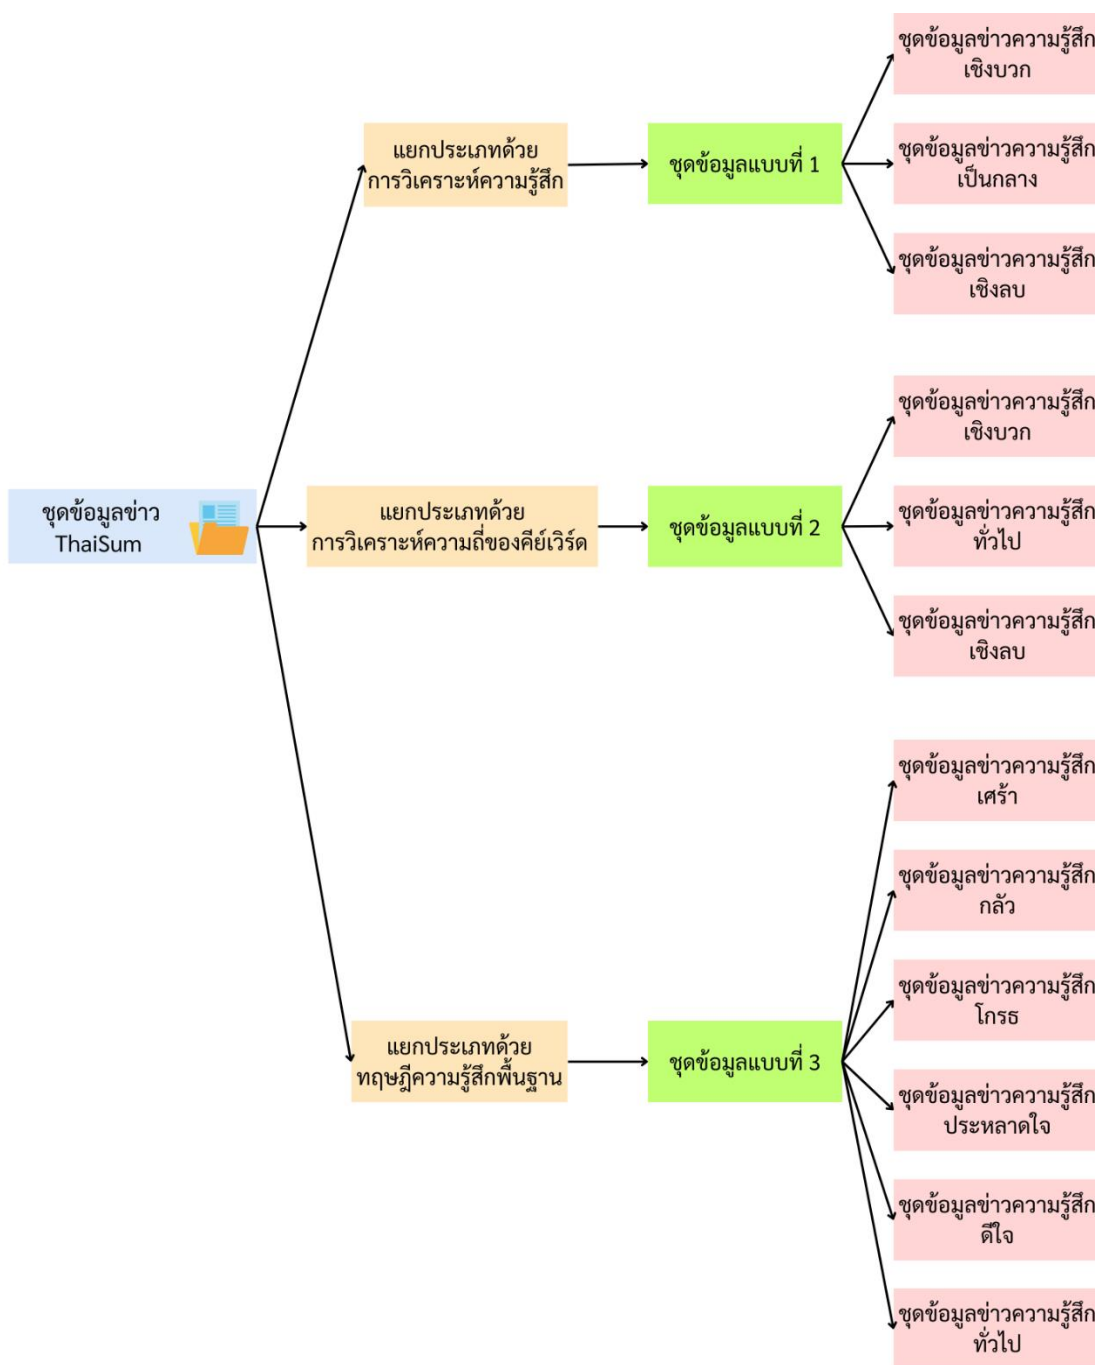 ชุดข้อมูลข่าว
ThaiSum
แยกประเภทด้วย
การวิเคราะห์ความรู้สึก
ชุดข้อมูลแบบที่ 1
ชุดข้อมูลข่าวความรู้สึก
เชิงบวก
ชุดข้อมูลข่าวความรู้สึก
เป็นกลาง
ชุดข้อมูลข่าวความรู้สึก
เชิงลบ
แยกประเภทด้วย
การวิเคราะห์ความถี่ของคีย์เวิร์ด
ชุดข้อมูลแบบที่ 2
ชุดข้อมูลข่าวความรู้สึก
เชิงบวก
ชุดข้อมูลข่าวความรู้สึก
ทั่วไป
ชุดข้อมูลข่าวความรู้สึก
เชิงลบ
แยกประเภทด้วย
ทฤษฎีความรู้สึกพื้นฐาน
ชุดข้อมูลแบบที่ 3
ชุดข้อมูลข่าวความรู้สึก
เศร้า
ชุดข้อมูลข่าวความรู้สึก
กลัว
ชุดข้อมูลข่าวความรู้สึก
โกรธ
ชุดข้อมูลข่าวความรู้สึก
ประหลาดใจ
ชุดข้อมูลข่าวความรู้สึก
ดีใจ
ชุดข้อมูลข่าวความรู้สึก
ทั่วไป